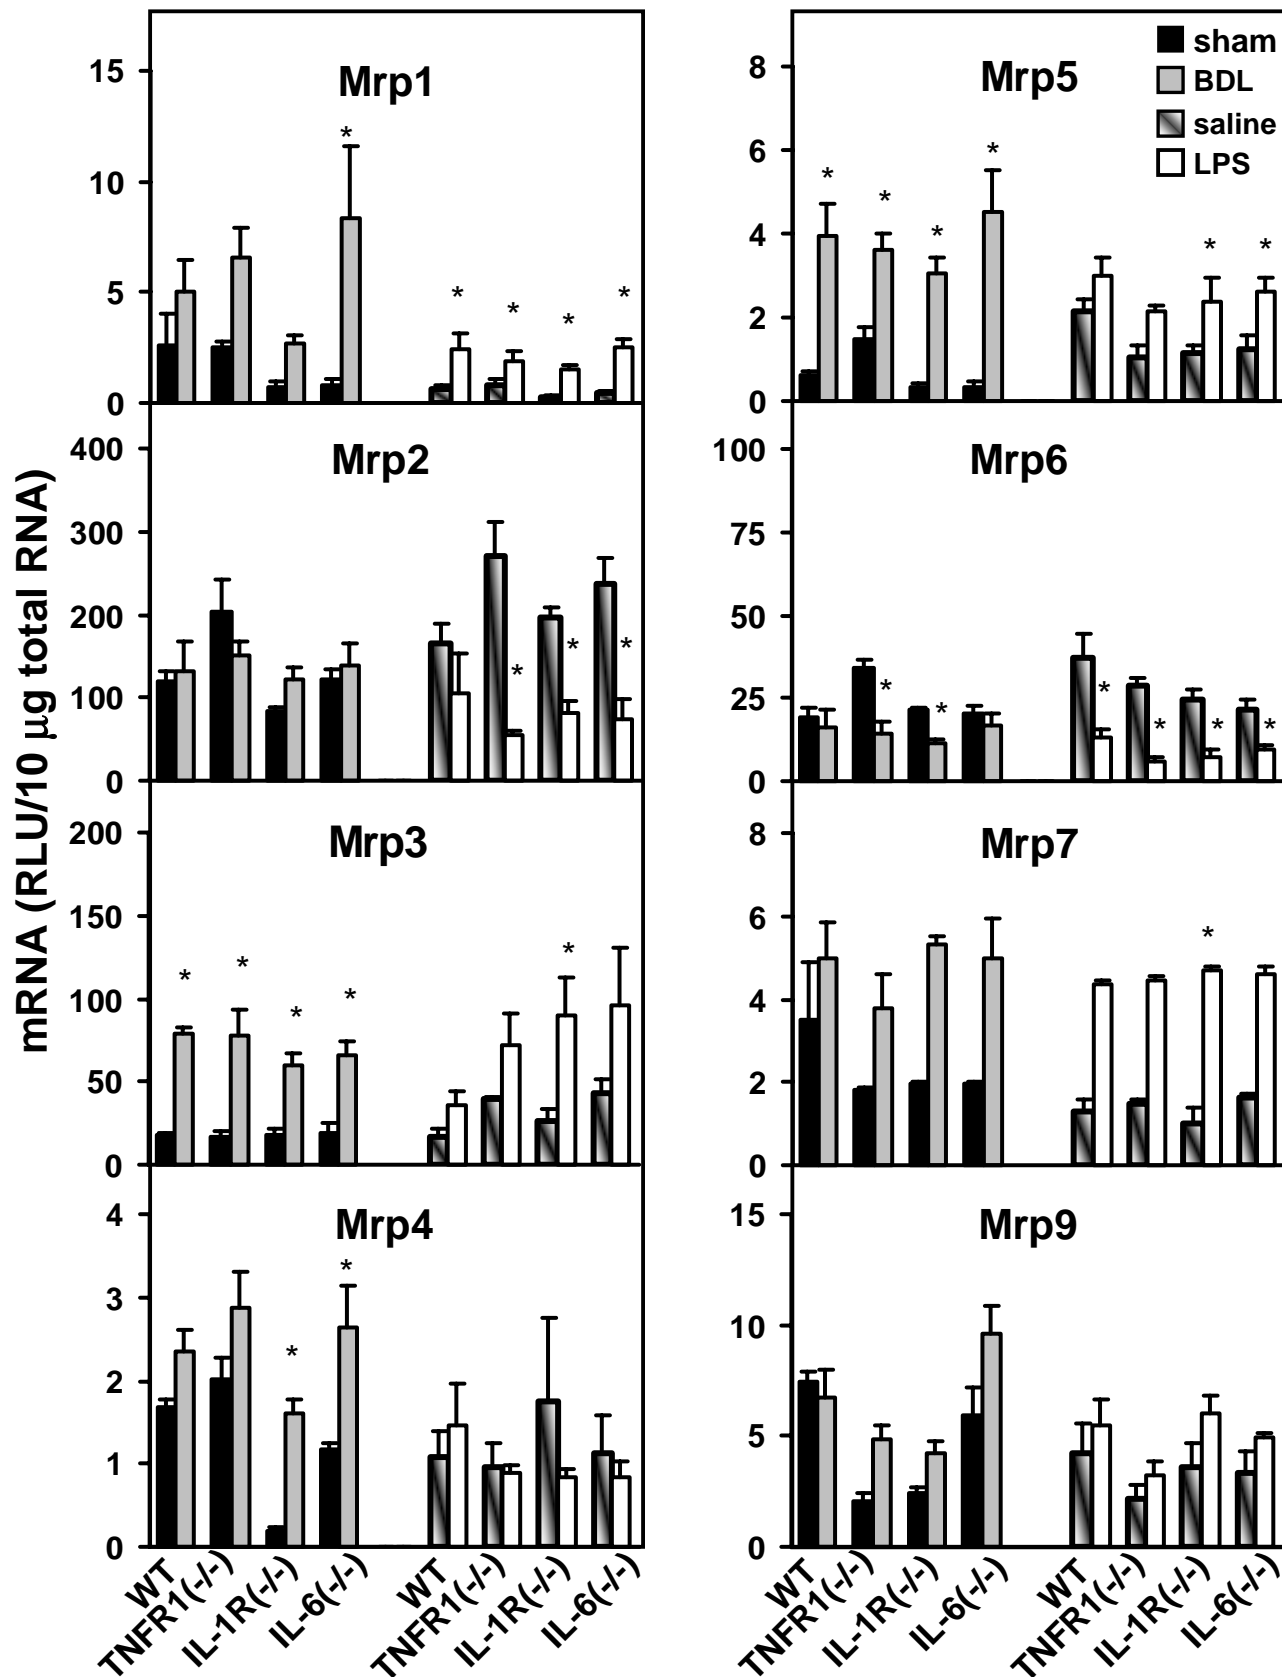 mRNA (RLU/10 µg total RNA)
Mrp1
15
10
5
0
*
*
*
*
*
Mrp2
400
300
200
100
0
*
*
*
Mrp3
200
150
100
50
0
*
*
*
*
*
Mrp4
4
3
2
1
0
*
*
WT
TNFR1(-/-)
IL-1R(-/-)
IL-6(-/-)
WT
TNFR1(-/-)
IL-1R(-/-)
IL-6(-/-)
Mrp5
sham
BDL
saline
LPS
8
6
4
2
0
*
*
*
*
*
*
Mrp6
100
75
50
25
0
*
*
*
*
*
*
Mrp7
8
6
4
2
0
*
Mrp9
15
10
5
0
WT
TNFR1(-/-)
IL-1R(-/-)
IL-6(-/-)
WT
TNFR1(-/-)
IL-1R(-/-)
IL-6(-/-)